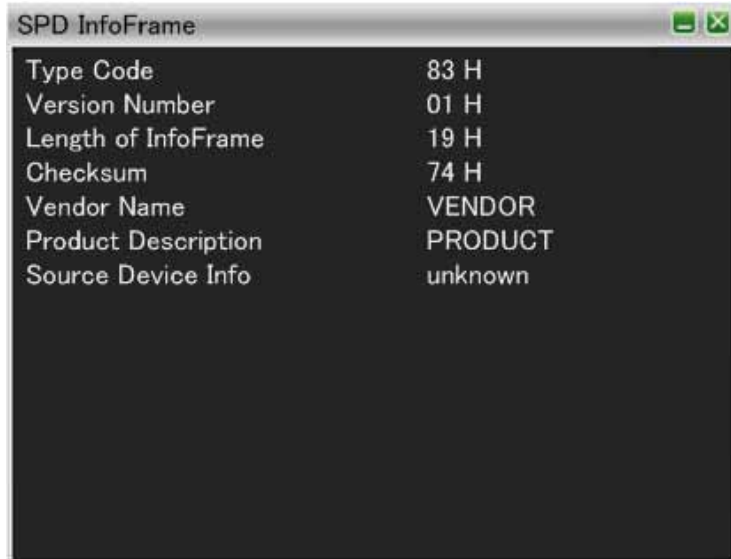 SPD InfoFrame
Type Code 83 H
Version Number 01 H
Length of InfoFrame 19 H
Checksum 74 H
Vendor Name VENDOR
Product Description PRODUCT
Source Device Info unknown